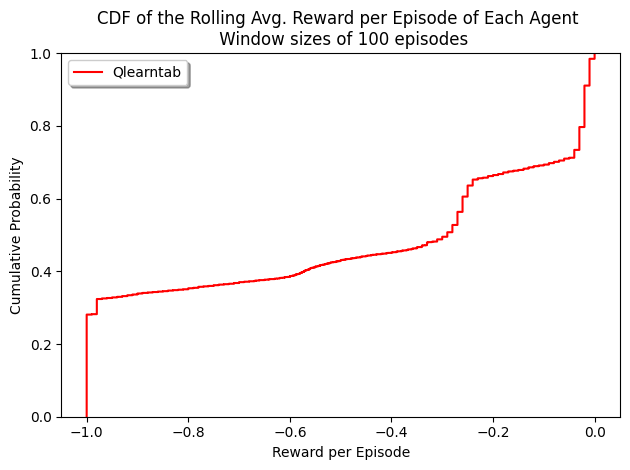 CDF of the Rolling Avg. Reward per Episode of Each Agent
Window sizes of 100 episodes
Qlearntab
1.0
0.8
0.6
0.4
0.2
0.0
Cumulative Probability
−1.0
−0.8
−0.6
−0.4
−0.2
0.0
Reward per Episode